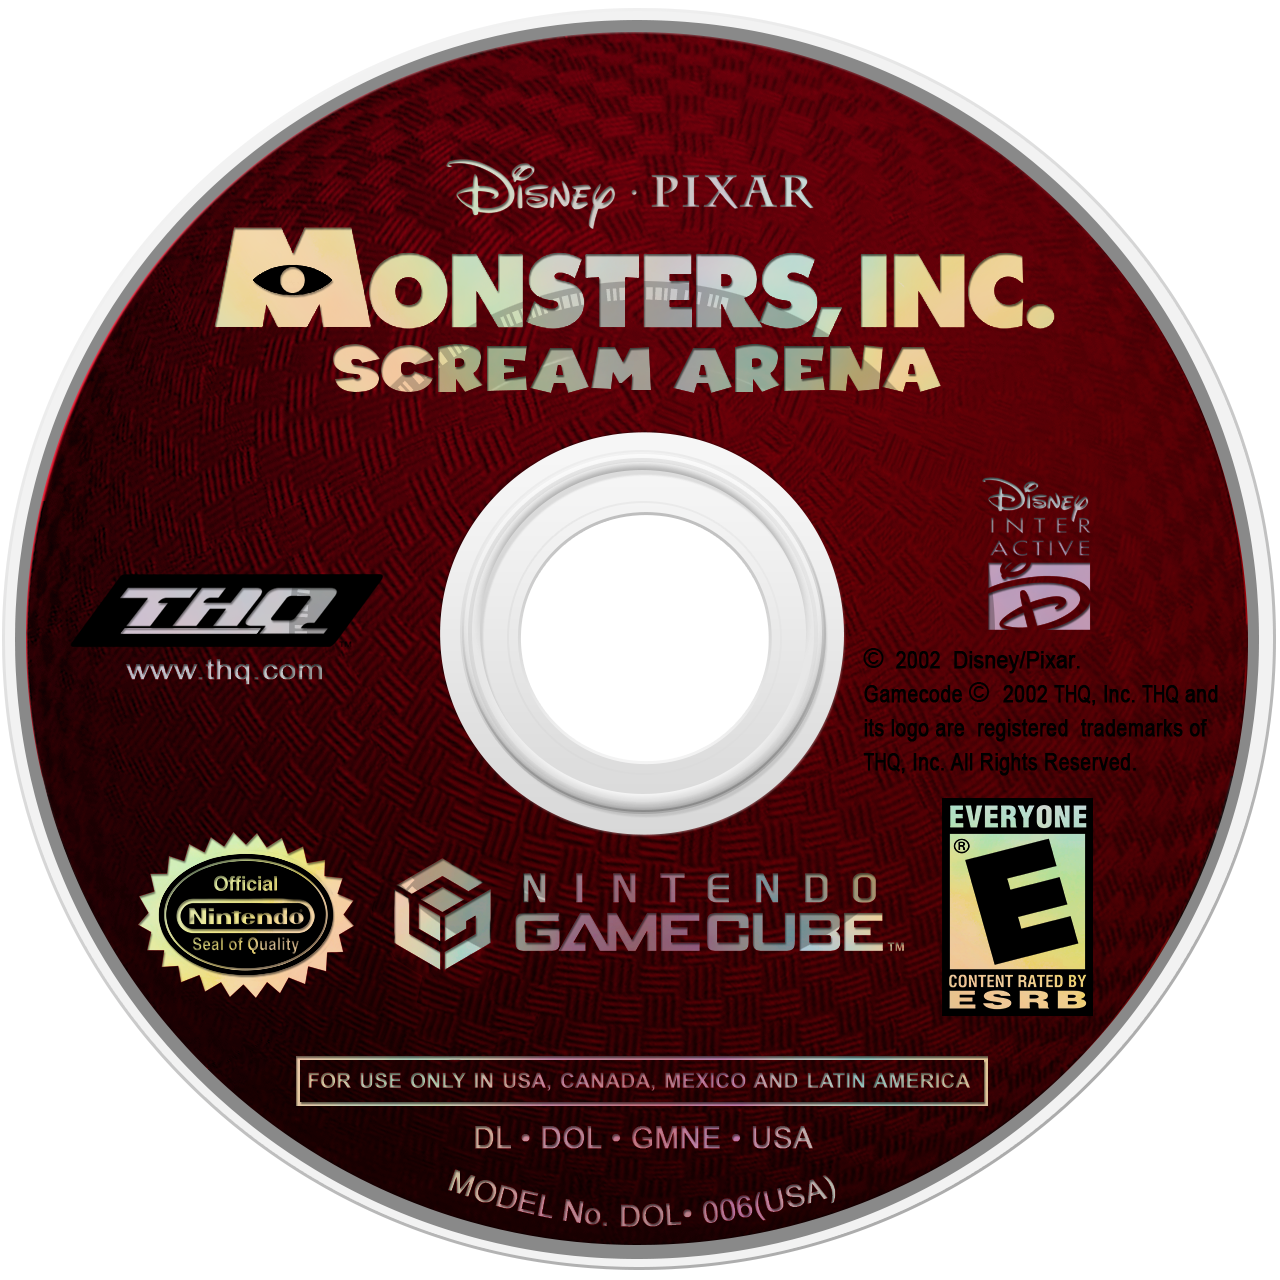 Disney · PIXAR
MONSTERS, INC.
SCREAM ARENA
DISNEY
INTER
ACTIVE
THQ
www.thq.com
© 2002 Disney/Pixar.
Gamecode © 2002 THQ, Inc. THQ and
its logo are registered trademarks of
THQ, Inc. All Rights Reserved.
EVERYONE
®
E
CONTENT RATED BY
ESRB
Official
Nintendo
Seal of Quality
NINTENDO
GAMECUBE™
FOR USE ONLY IN USA, CANADA, MEXICO AND LATIN AMERICA
DL • DOL • GMNE • USA
MODEL No. DOL• 006(USA)